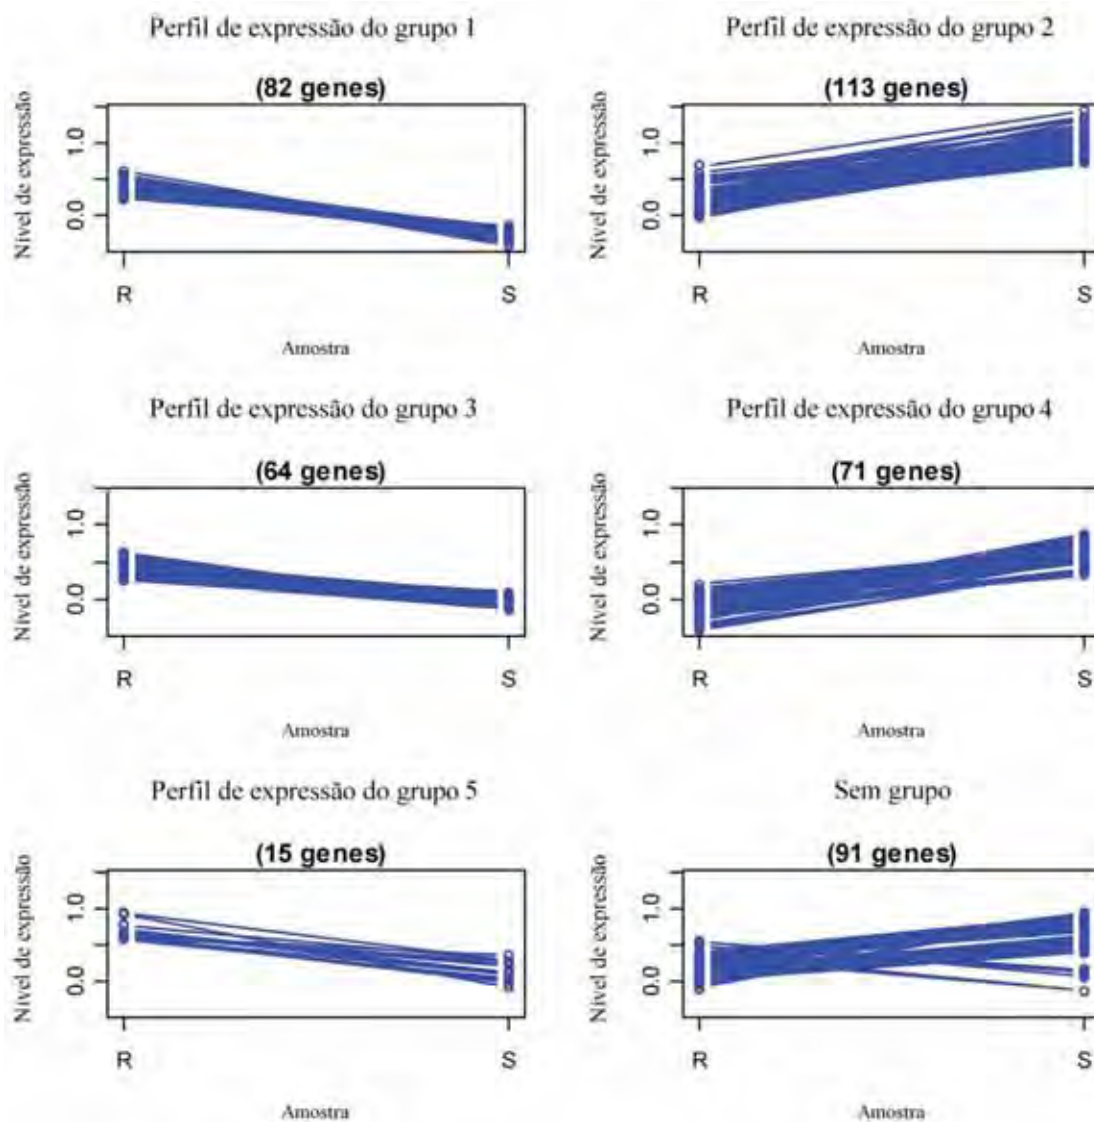 Perfil de expressão do grupo 1
(82 genes)
Nível de expressão
1.0
0.0
R
S
Amostra
Perfil de expressão do grupo 2
(113 genes)
Nível de expressão
1.0
0.0
R
S
Amostra
Perfil de expressão do grupo 3
(64 genes)
Nível de expressão
1.0
0.0
R
S
Amostra
Perfil de expressão do grupo 4
(71 genes)
Nível de expressão
1.0
0.0
R
S
Amostra
Perfil de expressão do grupo 5
(15 genes)
Nível de expressão
1.0
0.0
R
S
Amostra
Sem grupo
(91 genes)
Nível de expressão
1.0
0.0
R
S
Amostra